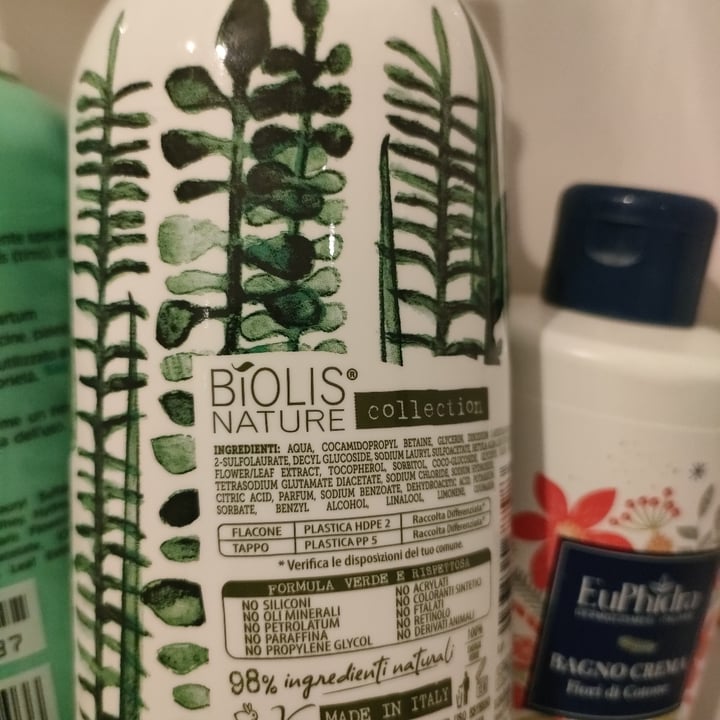 BiOLIS®
NATURE
collection
INGREDIENTI: AQUA, COCAMIDOPROPYL BETAINE, GLYCERIN, DISODIUM
2-SULFOLAURATE, DECYL GLUCOSIDE, SODIUM LAURYL SULFOACETATE,
FLOWER/LEAF EXTRACT, TOCOPHEROL, SORBITOL, COCO-GLUCOSIDE,
TETRASODIUM GLUTAMATE DIACETATE, SODIUM CHLORIDE, SODIUM
CITRIC ACID, PARFUM, SODIUM BENZOATE, DEHYDROACETIC
SORBATE, BENZYL ALCOHOL, LINALOOL, LIMONENE,
FLACONE PLASTICA HDPE 2 Raccolta Differenziata*
TAPPO PLASTICA PP 5 Raccolta Differenziata*
* Verifica le disposizioni del tuo comune.
FORMULA VERDE E RISPETTOSA
NO SILICONI
NO OLI MINERALI
NO PETROLATUM
NO PARAFFINA
NO PROPYLENE GLYCOL
NO ACRYLATI
NO COLORANTI SINTETICI
NO FTALATI
NO RETINOLO
NO DERIVATI ANIMALI
98% ingredienti naturali
100%
MADE IN ITALY
EuPhidra
BAGNO CREMA
Fiori di Cotone
37